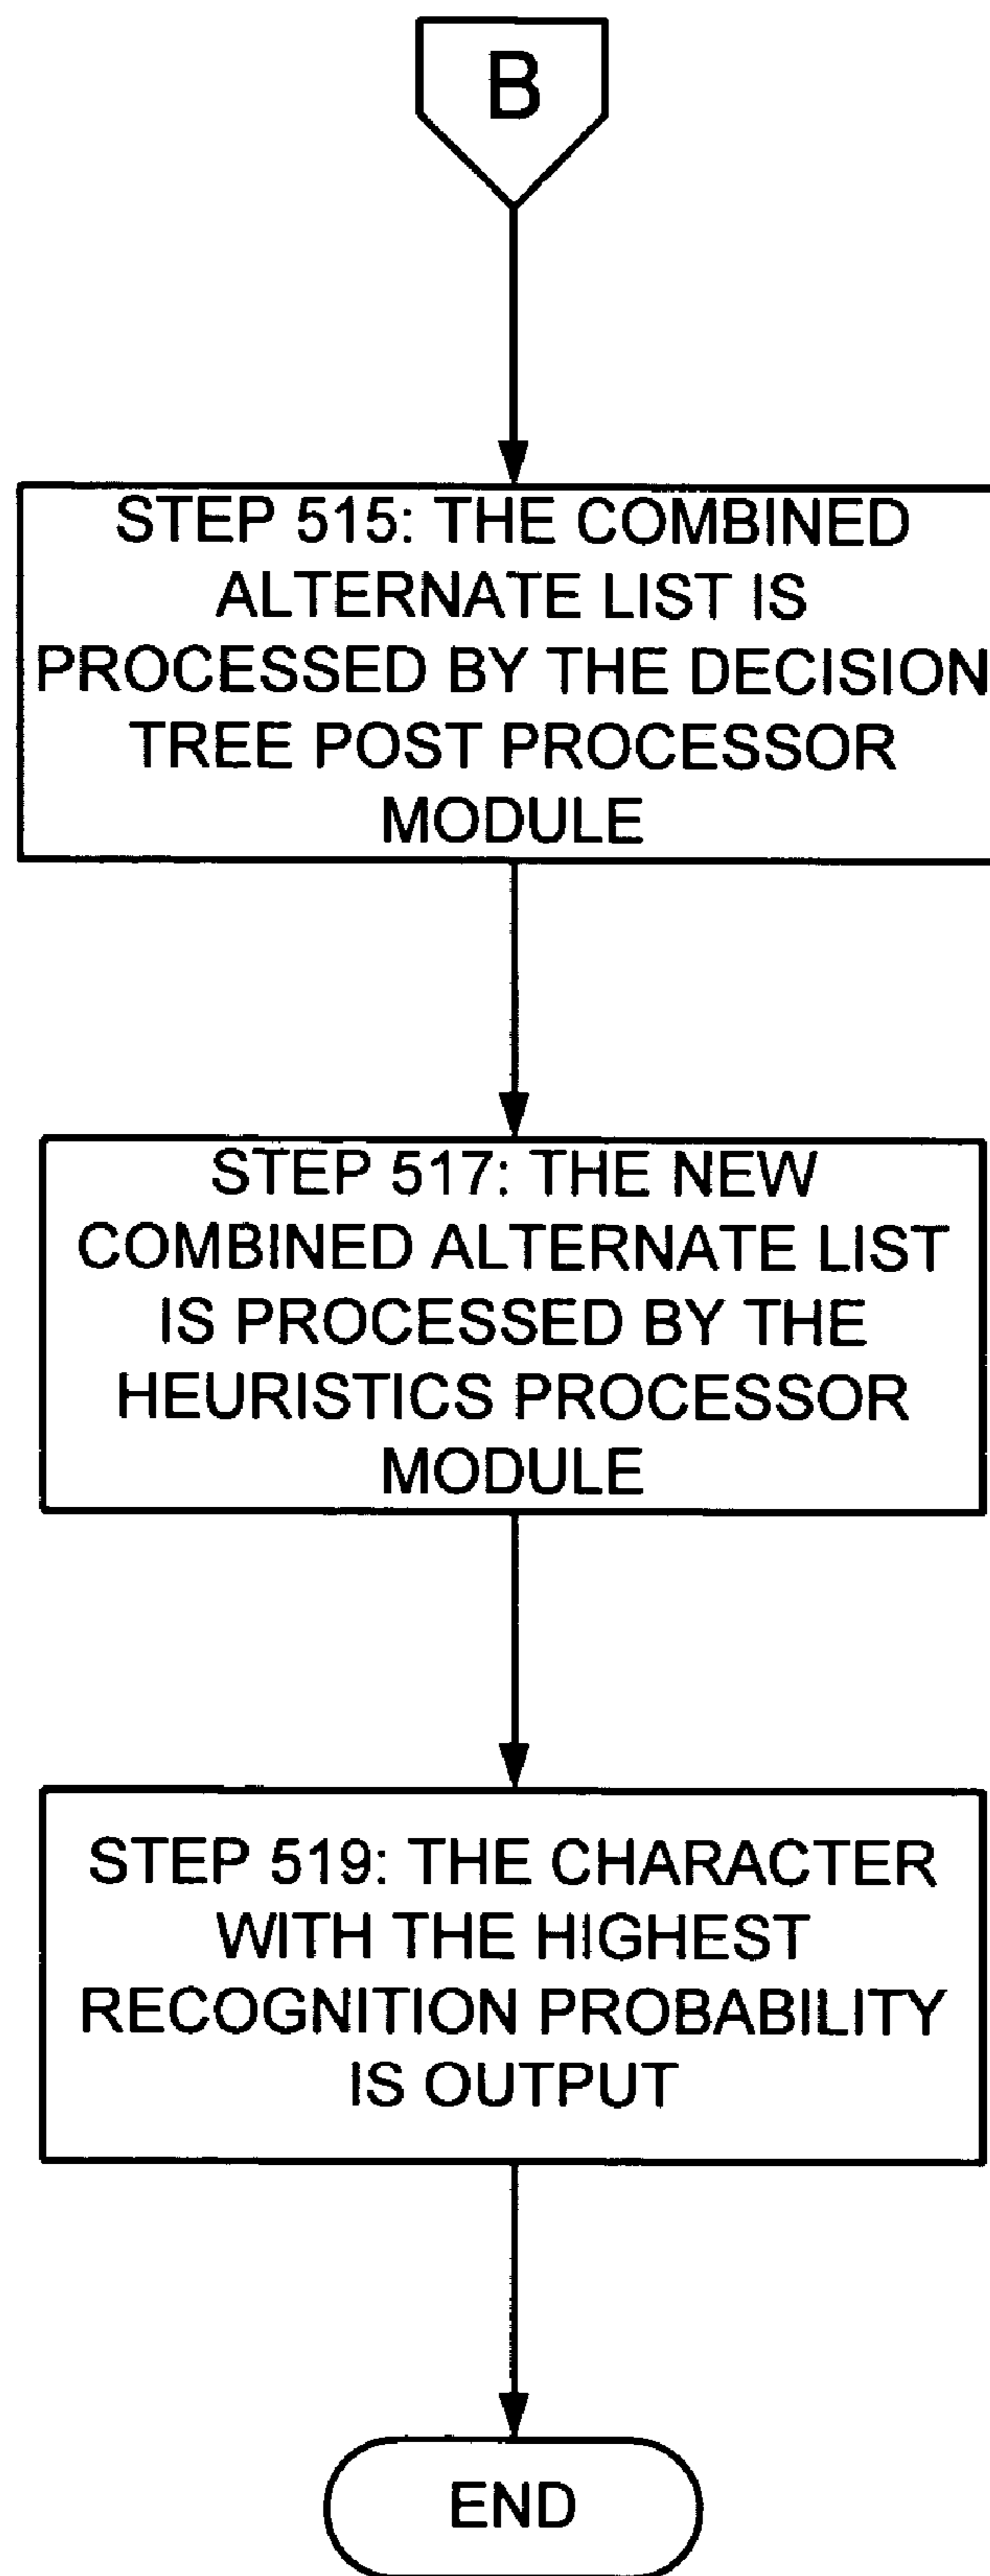 B
STEP 515: THE COMBINED
ALTERNATE LIST IS
PROCESSED BY THE DECISION
TREE POST PROCESSOR
MODULE
STEP 517: THE NEW
COMBINED ALTERNATE LIST
IS PROCESSED BY THE
HEURISTICS PROCESSOR
MODULE
STEP 519: THE CHARACTER
WITH THE HIGHEST
RECOGNITION PROBABILITY
IS OUTPUT
END